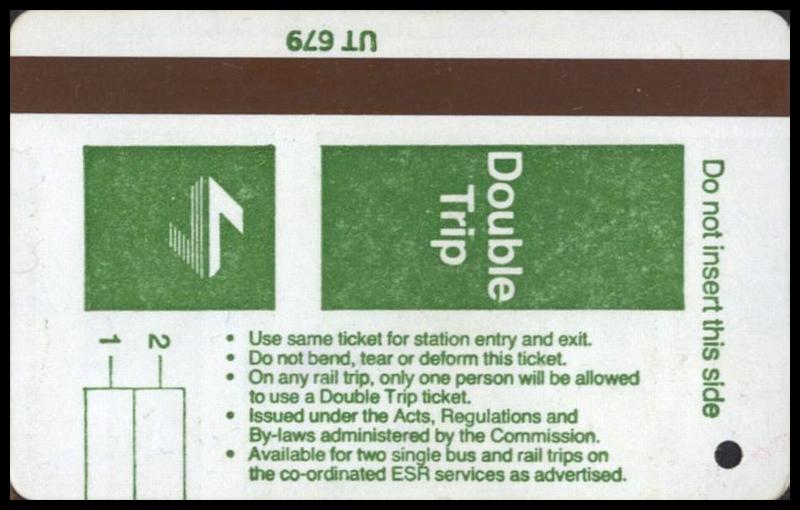 UT 679
Double
Trip
Do not insert this side
1 2
• Use same ticket for station entry and exit.
• Do not bend, tear or deform this ticket.
• On any rail trip, only one person will be allowed
to use a Double Trip ticket.
• Issued under the Acts, Regulations and
By-laws administered by the Commission.
• Available for two single bus and rail trips on
the co-ordinated ESR services as advertised.